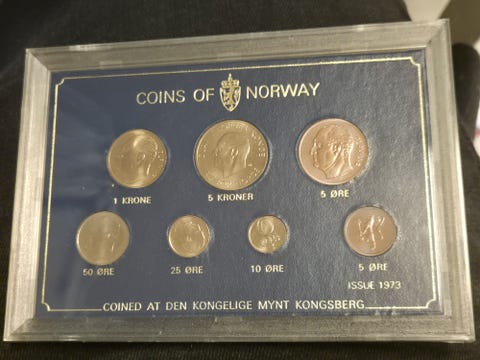 COINS OF NORWAY
1 KRONE
5 KRONER
5 ØRE
50 ØRE
25 ØRE
10 ØRE
5 ØRE
ISSUE 1973
COINED AT DEN KONGELIGE MYNT KONGSBERG